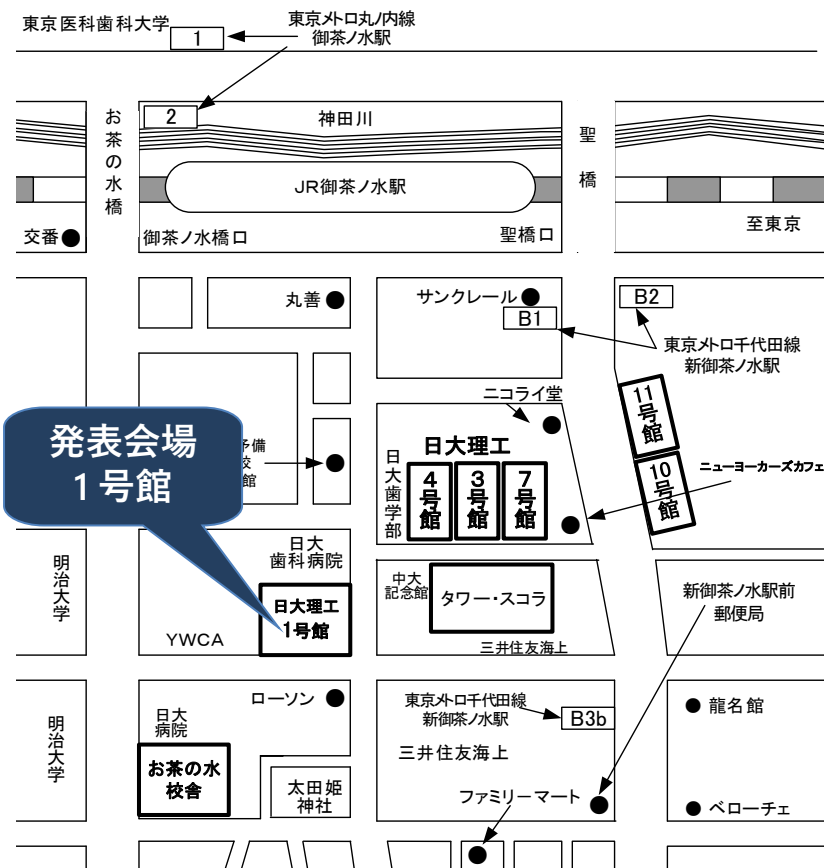 東京医科歯科大学
1
東京メトロ丸ノ内線
御茶ノ水駅
お茶の水橋
2
神田川
聖橋
JR御茶ノ水駅
交番
御茶ノ水橋口
聖橋口
至東京
丸善
サンクレール
B1
B2
東京メトロ千代田線
新御茶ノ水駅
ニコライ堂
11号館
発表会場
1号館
予備
校
館
日大歯学部
日大理工
4号館
3号館
7号館
10号館
ニューヨーカーズカフェ
明治大学
日大
歯科病院
日大理工
1号館
YWCA
中大
記念館
タワー・スコラ
三井住友海上
新御茶ノ水駅前
郵便局
明治大学
日大
病院
ローソン
お茶の水
校舎
太田姫
神社
東京メトロ千代田線
新御茶ノ水駅
B3b
三井住友海上
ファミリーマート
龍名館
ベローチェ